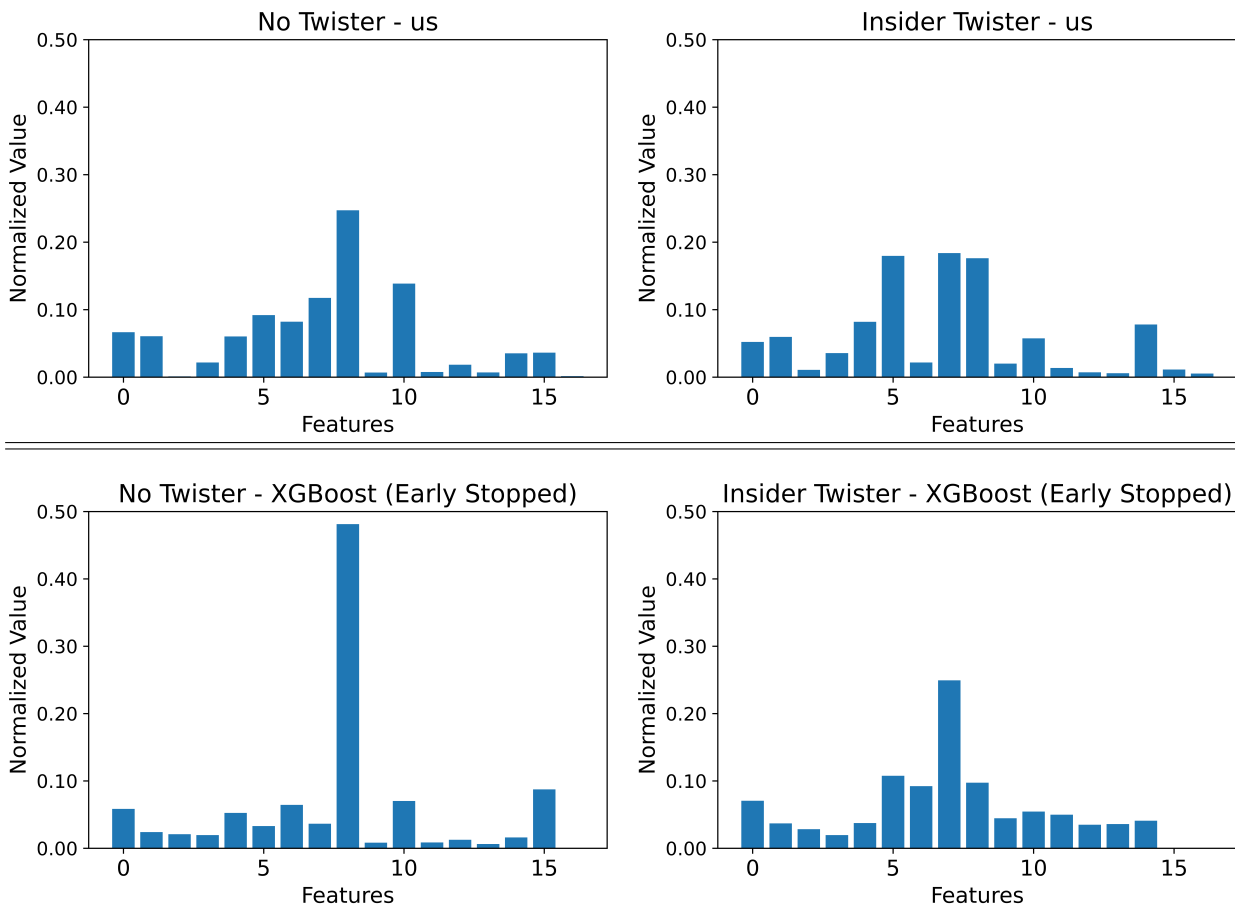 No Twister - us
0.50
0.40
0.30
0.20
0.10
0.00
Normalized Value
0 5 10 15
Features
Insider Twister - us
0.50
0.40
0.30
0.20
0.10
0.00
Normalized Value
0 5 10 15
Features
No Twister - XGBoost (Early Stopped)
0.50
0.40
0.30
0.20
0.10
0.00
Normalized Value
0 5 10 15
Features
Insider Twister - XGBoost (Early Stopped)
0.50
0.40
0.30
0.20
0.10
0.00
Normalized Value
0 5 10 15
Features